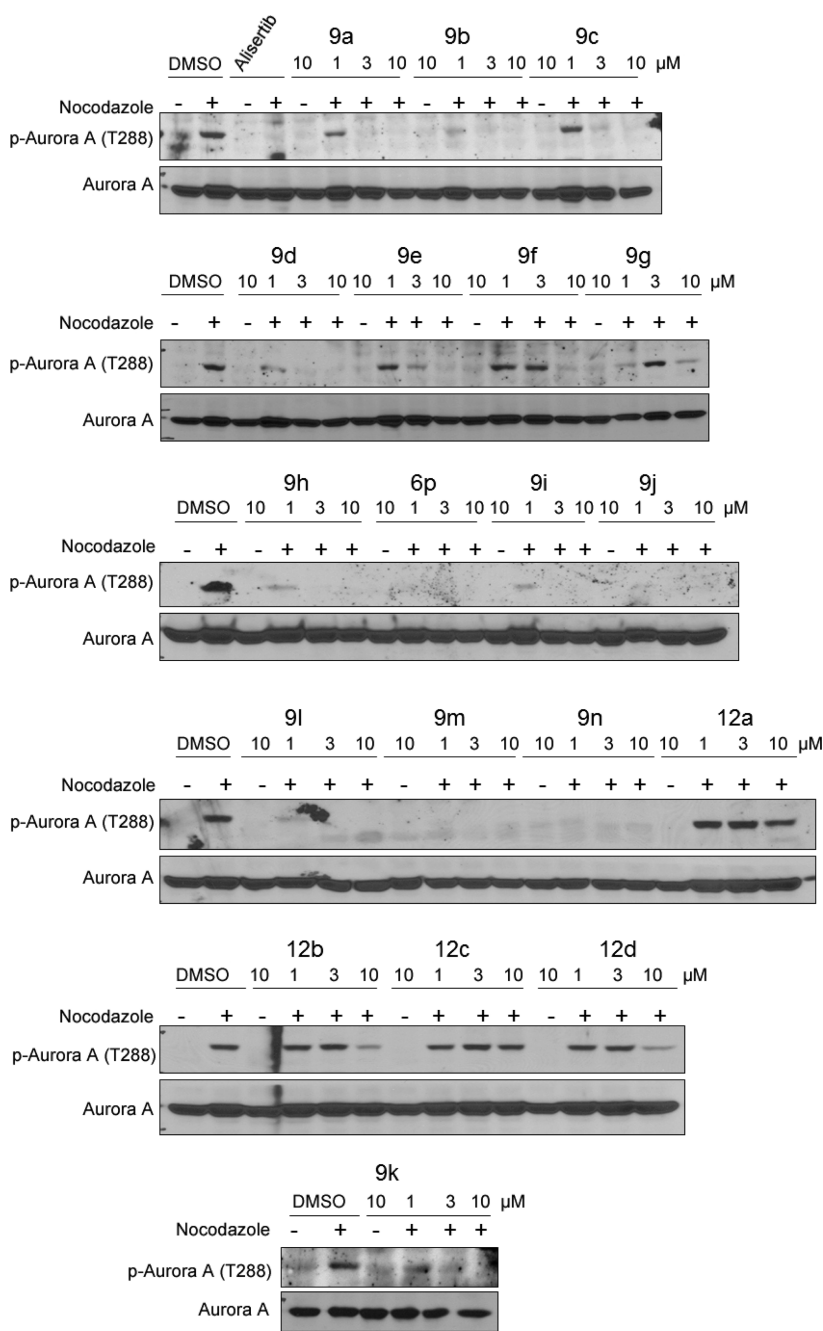 9a 9b 9c
DMSO Alisertib 10 1 3 10 10 1 3 10 10 1 3 10 μM
Nocodazole - + - + - + + + - + + + - + + +
p-Aurora A (T288)
Aurora A
9d 9e 9f 9g
DMSO 10 1 3 10 10 1 3 10 10 1 3 10 10 1 3 10 μM
Nocodazole - + - + + + - + + + - + + + - + + +
p-Aurora A (T288)
Aurora A
9h 6p 9i 9j
DMSO 10 1 3 10 10 1 3 10 10 1 3 10 10 1 3 10 μM
Nocodazole - + - + + + - + + + - + + + - + + +
p-Aurora A (T288)
Aurora A
9l 9m 9n 12a
DMSO 10 1 3 10 10 1 3 10 10 1 3 10 10 1 3 10 μM
Nocodazole - + - + + + - + + + - + + + - + + +
p-Aurora A (T288)
Aurora A
12b 12c 12d
DMSO 10 1 3 10 10 1 3 10 10 1 3 10 μM
Nocodazole - + - + + + - + + + - + + +
p-Aurora A (T288)
Aurora A
9k
DMSO 10 1 3 10 μM
Nocodazole - + - + + +
p-Aurora A (T288)
Aurora A